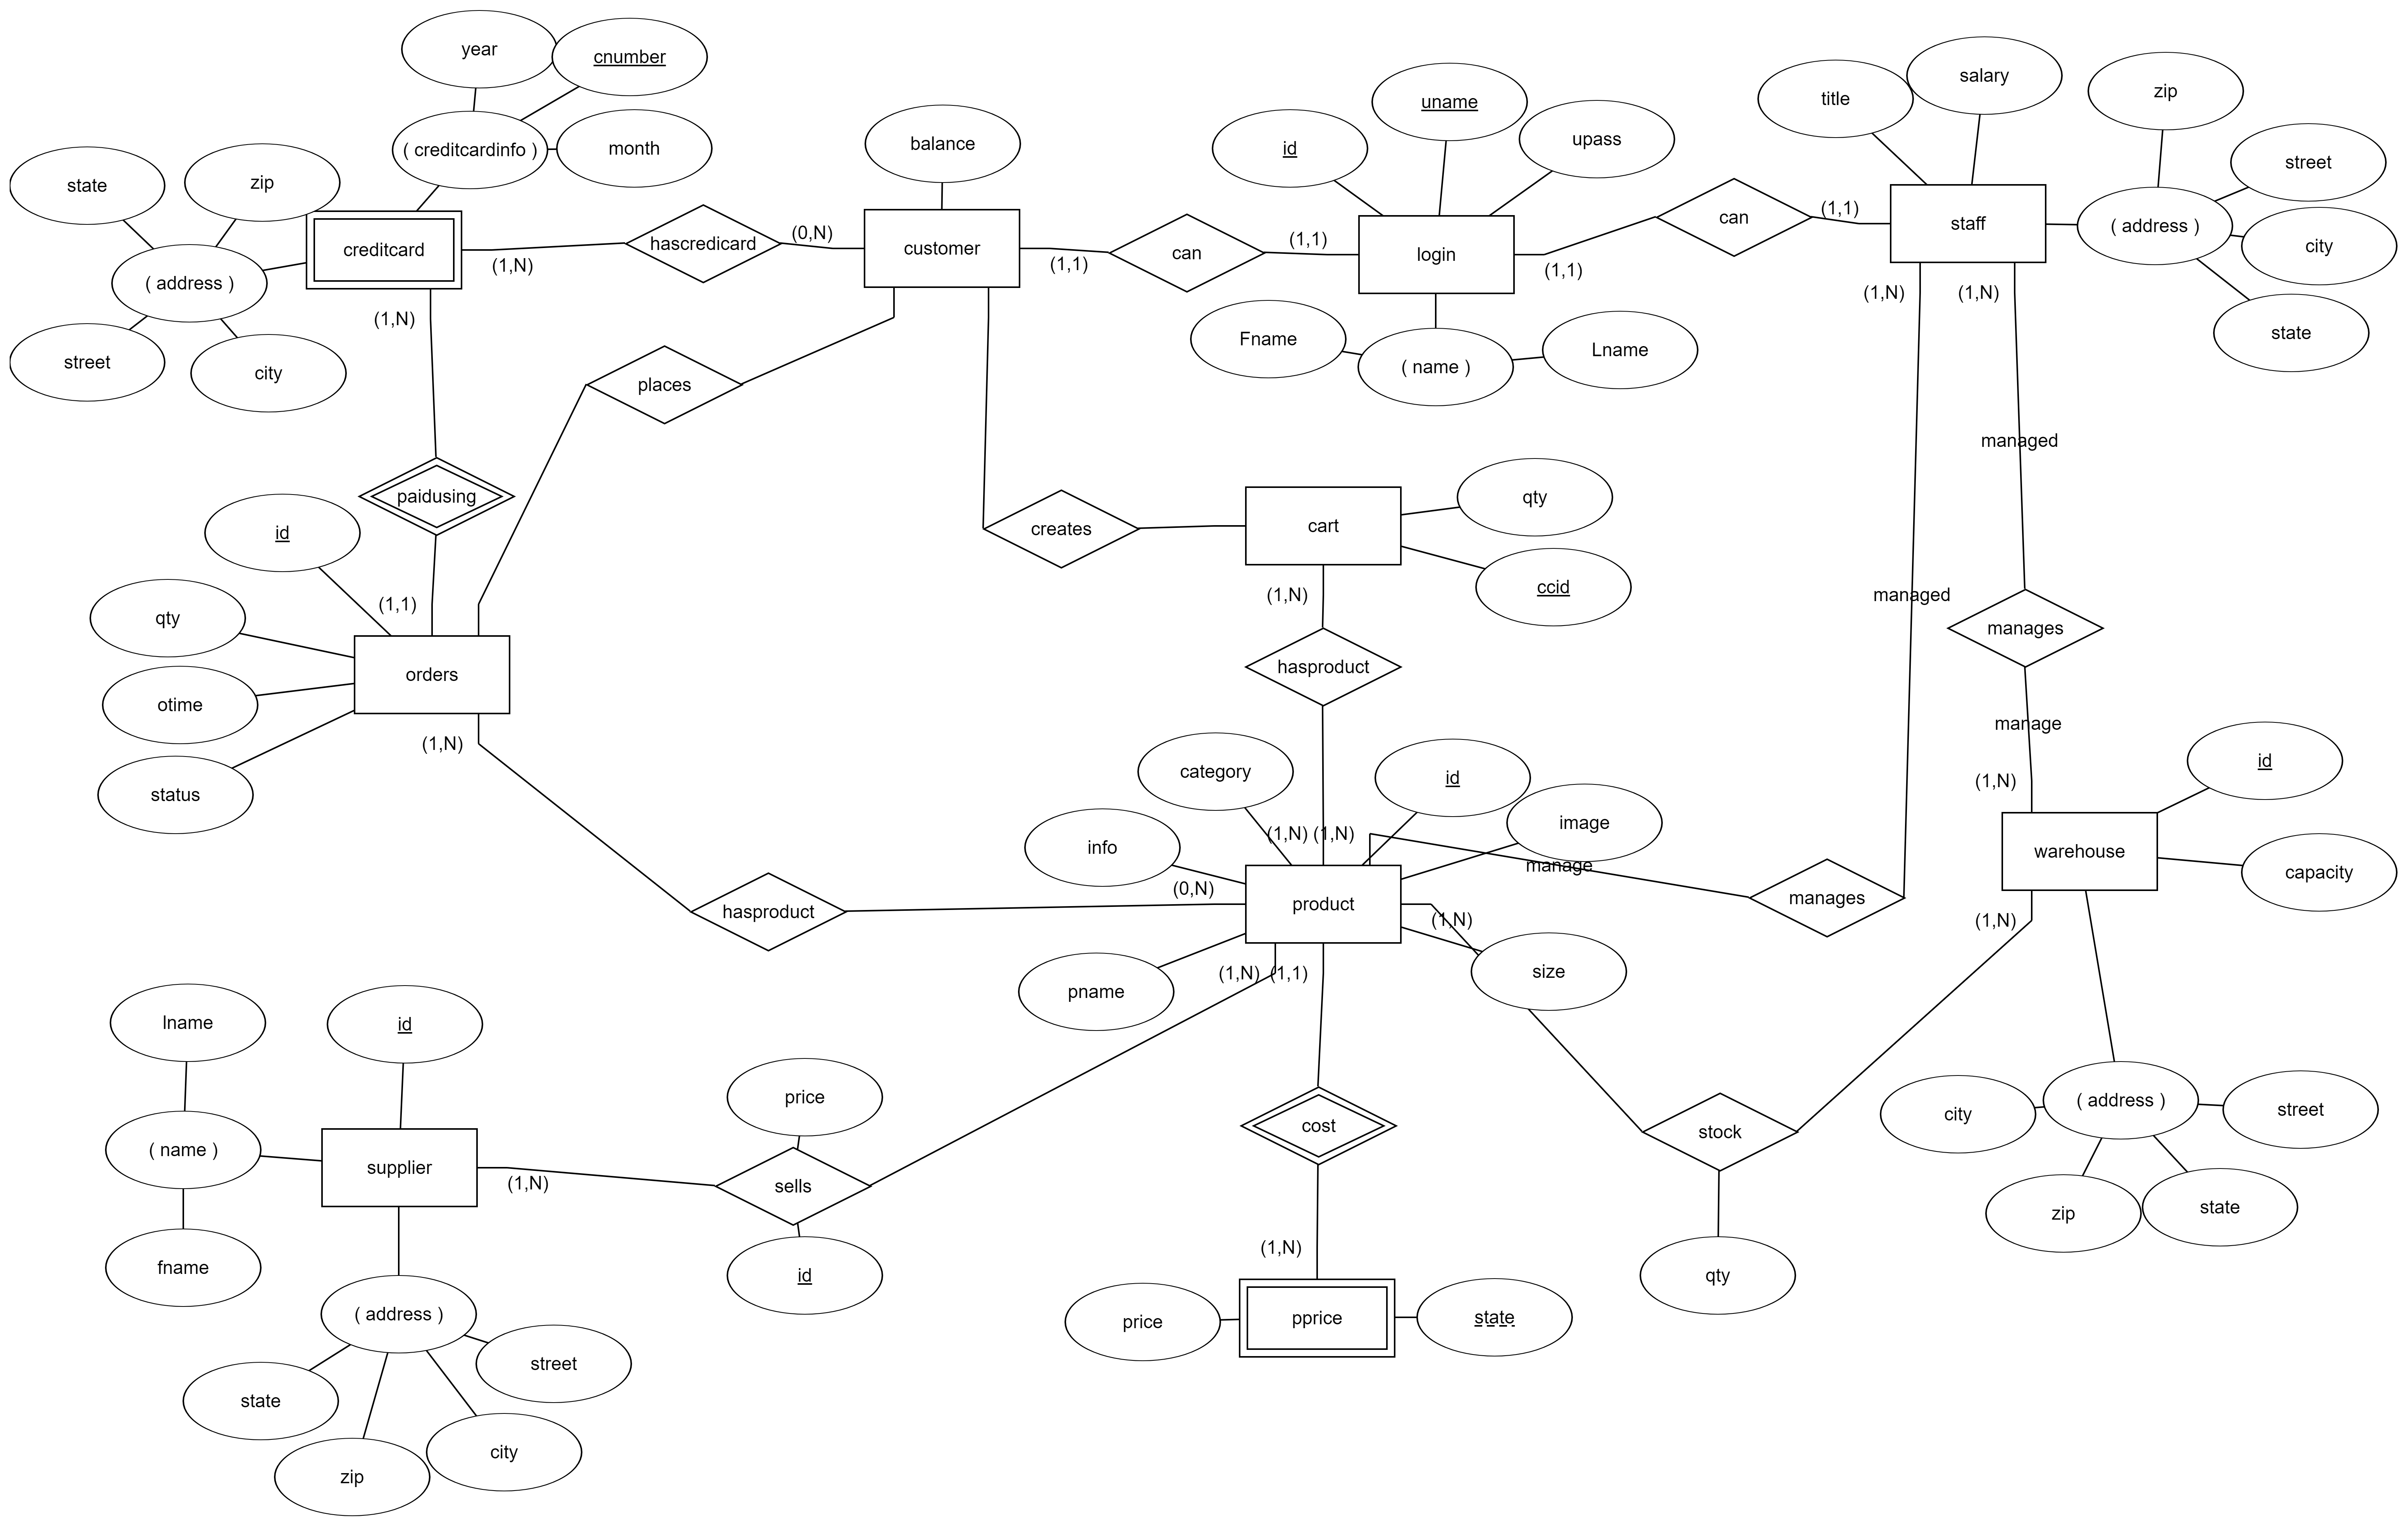 year
cnumber
( creditcardinfo )
month
state
zip
creditcard
( address )
street
city
(1,N)
hascredicard
(0,N)
balance
customer
(1,1)
can
(1,1)
id
uname
upass
login
Fname
( name )
Lname
(1,1)
can
(1,1)
title
salary
staff
zip
street
( address )
city
state
(1,N)
(1,N)
(1,N)
places
paidusing
id
(1,1)
qty
otime
status
orders
(1,N)
creates
cart
qty
ccid
(1,N)
hasproduct
managed
managed
manages
manage
(1,N)
id
warehouse
capacity
(1,N)
category
id
image
info
(1,N)
(1,N)
manage
manages
(0,N)
product
(1,N)
hasproduct
pname
(1,N)
(1,1)
size
lname
id
( name )
supplier
fname
(1,N)
price
sells
id
cost
stock
qty
city
( address )
street
zip
state
(1,N)
price
pprice
state
( address )
state
street
zip
city